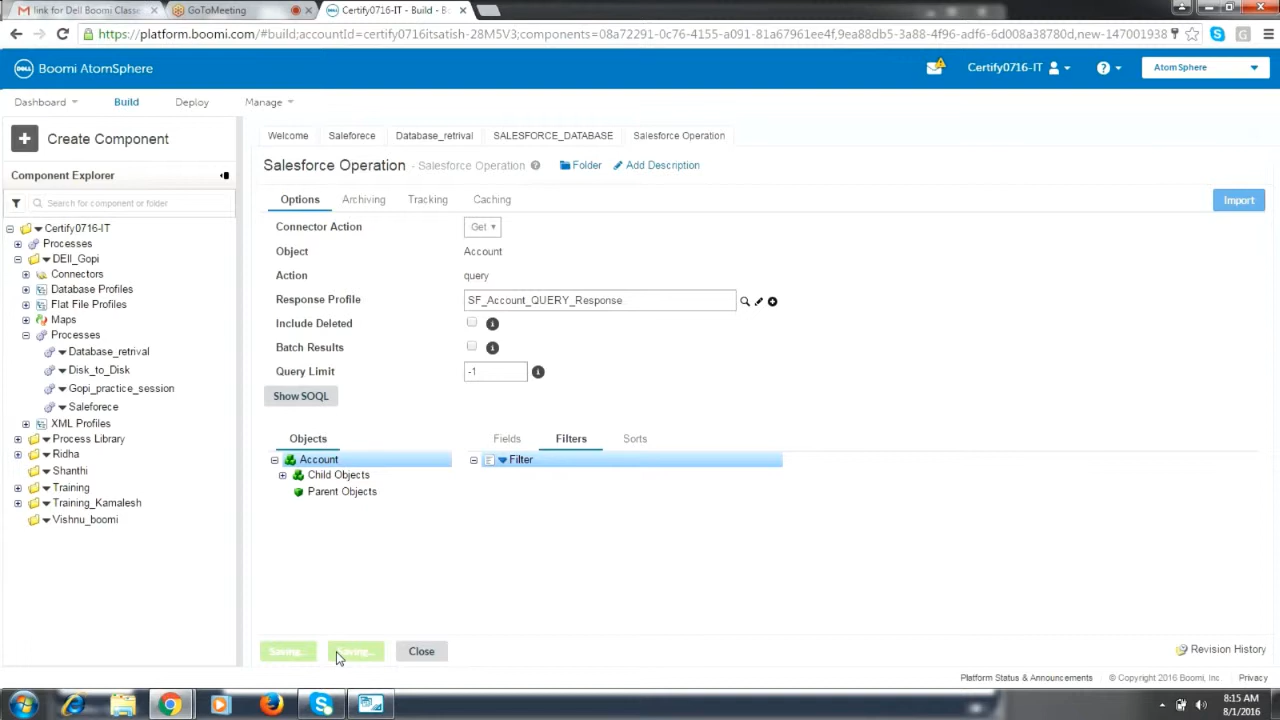 link for Dell Boomi Classe
GoToMeeting
Certify0716-IT - Build - Bo
https://platform.boomi.com/#build;accountId=certify0716itsatish-28M5V3;components=08a72291-0c76-4155-a091-81a67961ee4f,9ea88db5-3a88-4f96-adf6-6d008a38780d,new-147001938
DELL Boomi AtomSphere
Certify0716-IT
AtomSphere
Dashboard
Build
Deploy
Manage
Create Component
Welcome
Saleforece
Database_retrival
SALESFORCE_DATABASE
Salesforce Operation
Salesforce Operation - Salesforce Operation
Folder
Add Description
Component Explorer
Search for component or folder
Options
Archiving
Tracking
Caching
Import
Certify0716-IT
Processes
DEll_Gopi
Connectors
Database Profiles
Flat File Profiles
Maps
Processes
Database_retrival
Disk_to_Disk
Gopi_practice_session
Saleforece
XML Profiles
Process Library
Ridha
Shanthi
Training
Training_Kamalesh
Vishnu_boomi
Connector Action
Get
Object
Account
Action
query
Response Profile
SF_Account_QUERY_Response
Include Deleted
Batch Results
Query Limit
-1
Show SOQL
Objects
Fields
Filters
Sorts
Account
Filter
Child Objects
Parent Objects
Saving...
Saving...
Close
Revision History
Platform Status & Announcements
© Copyright 2016 Boomi, Inc
Privacy
8:15 AM
8/1/2016